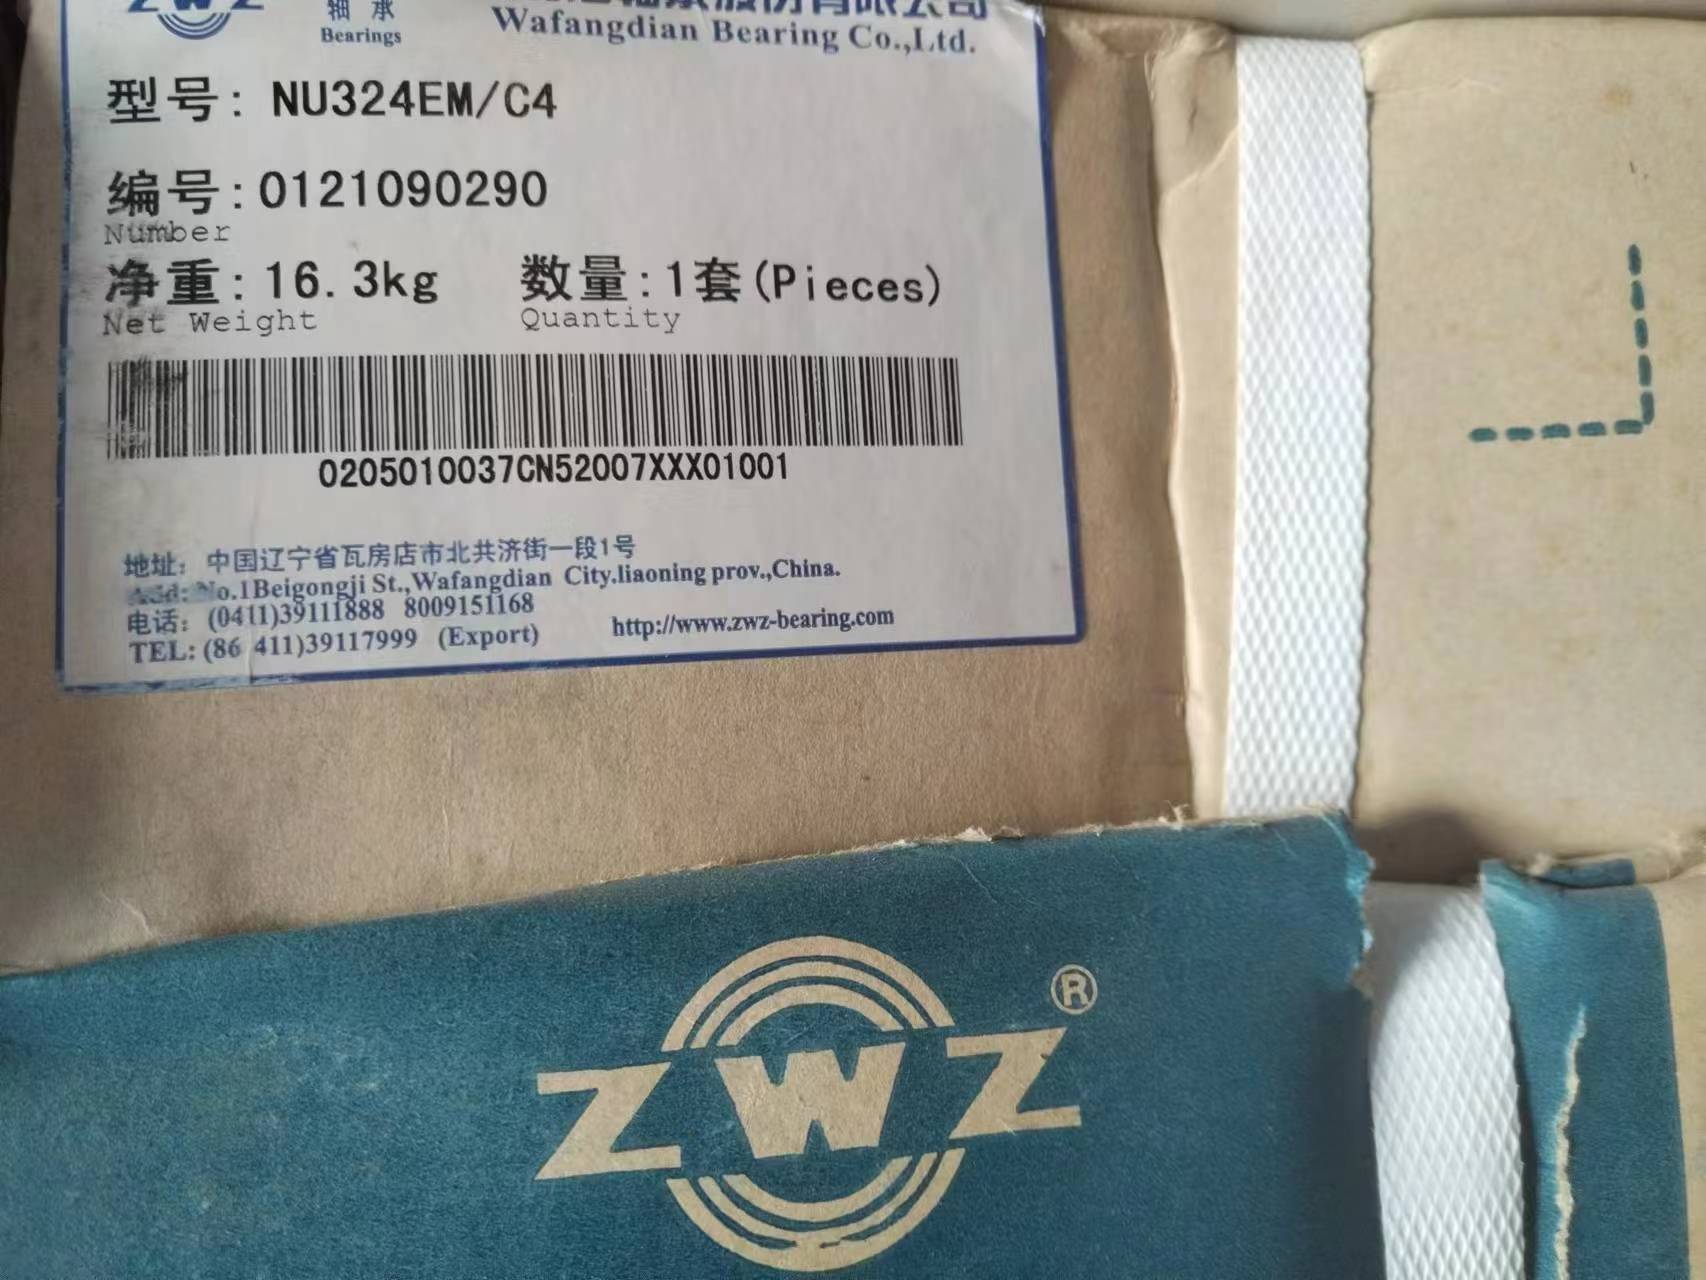 ZWZ
轴承
Bearings
Wafangdian Bearing Co.,Ltd.
型号: NU324EM/C4
编号:0121090290
Number
净重:16.3kg 数量:1套(Pieces)
Net Weight Quantity
0205010037CN52007XXX01001
地址: 中国辽宁省瓦房店市北共济街一段1号
Add: No.1Beigongji St.,Wafangdian City.liaoning prov.,China.
电话: (0411)39111888 8009151168
TEL: (86 411)39117999 (Export) http://www.zwz-bearing.com
ZWZ®